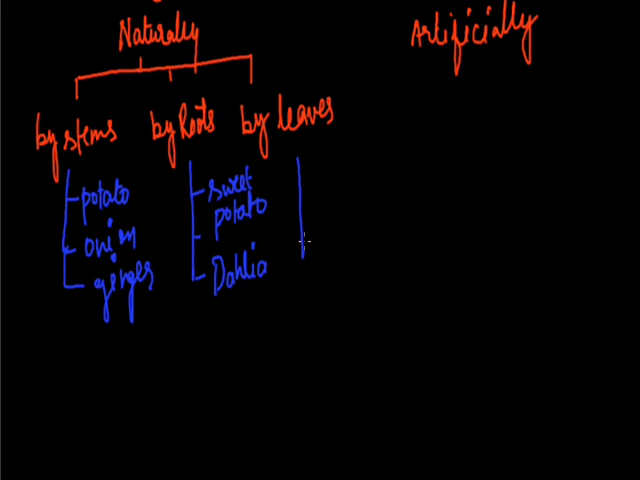 Naturally
Artificially
by stems
by Roots
by leaves
potato
onion
ginger
sweet
potato
Dahlia